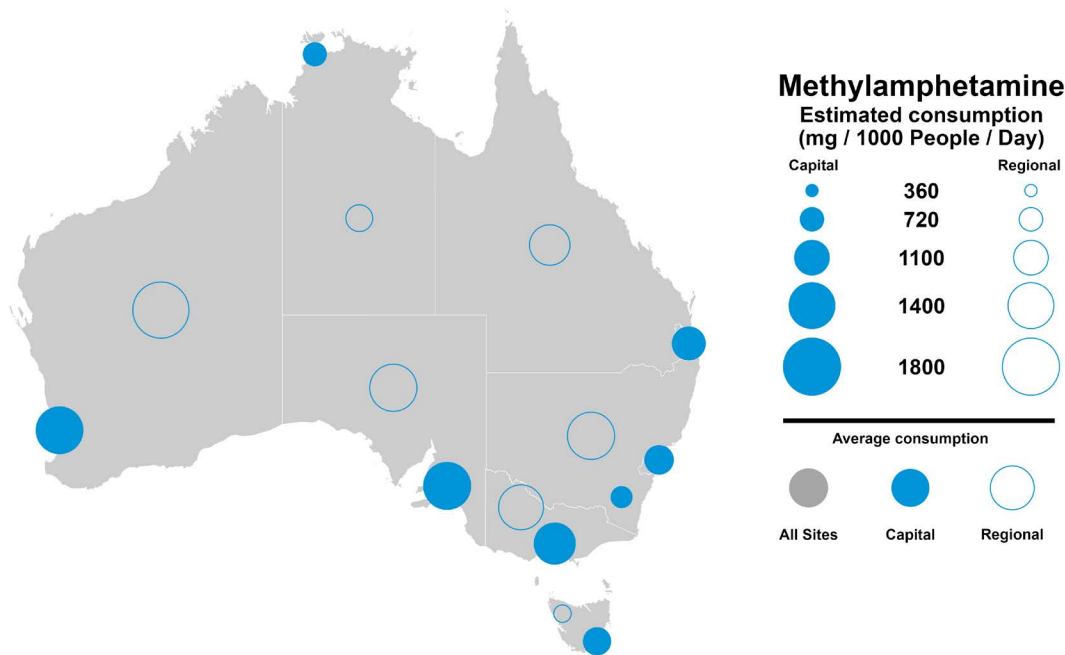 Methylamphetamine
Estimated consumption
(mg / 1000 People / Day)
Capital Regional
360
720
1100
1400
1800
Average consumption
All Sites Capital Regional